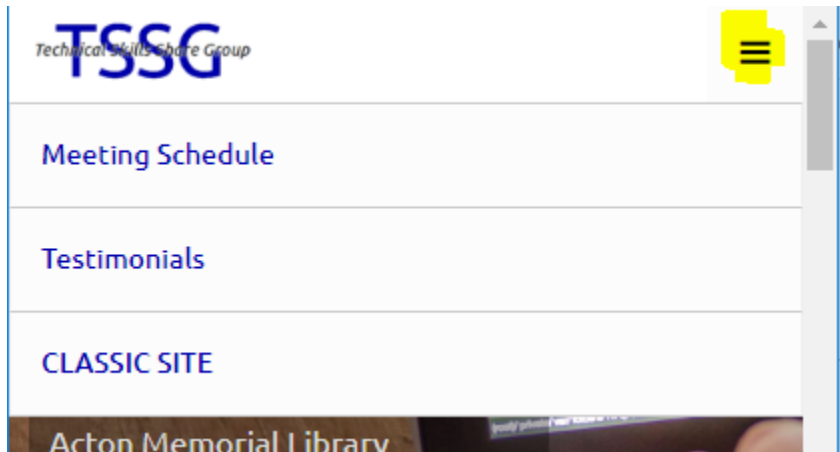 TSSG
Technical Skills Share Group
Meeting Schedule
Testimonials
CLASSIC SITE
Acton Memorial Library